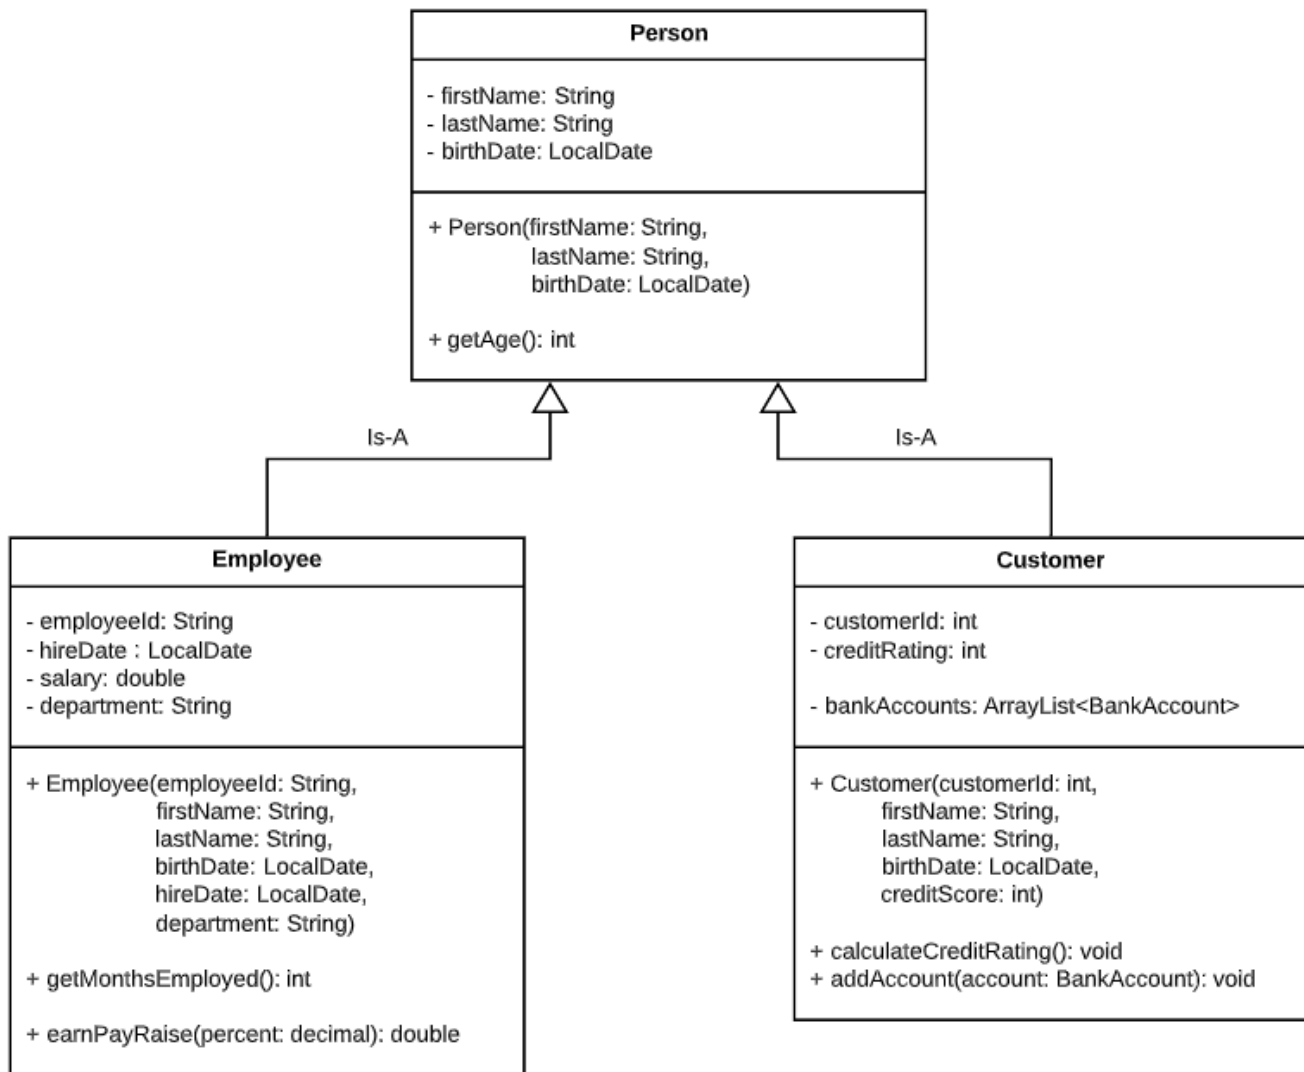 Person
- firstName: String
- lastName: String
- birthDate: LocalDate
+ Person(firstName: String,
lastName: String,
birthDate: LocalDate)
+ getAge(): int
Is-A
Is-A
Employee
- employeeId: String
- hireDate : LocalDate
- salary: double
- department: String
+ Employee(employeeId: String,
firstName: String,
lastName: String,
birthDate: LocalDate,
hireDate: LocalDate,
department: String)
+ getMonthsEmployed(): int
+ earnPayRaise(percent: decimal): double
Customer
- customerId: int
- creditRating: int
- bankAccounts: ArrayList<BankAccount>
+ Customer(customerId: int,
firstName: String,
lastName: String,
birthDate: LocalDate,
creditScore: int)
+ calculateCreditRating(): void
+ addAccount(account: BankAccount): void